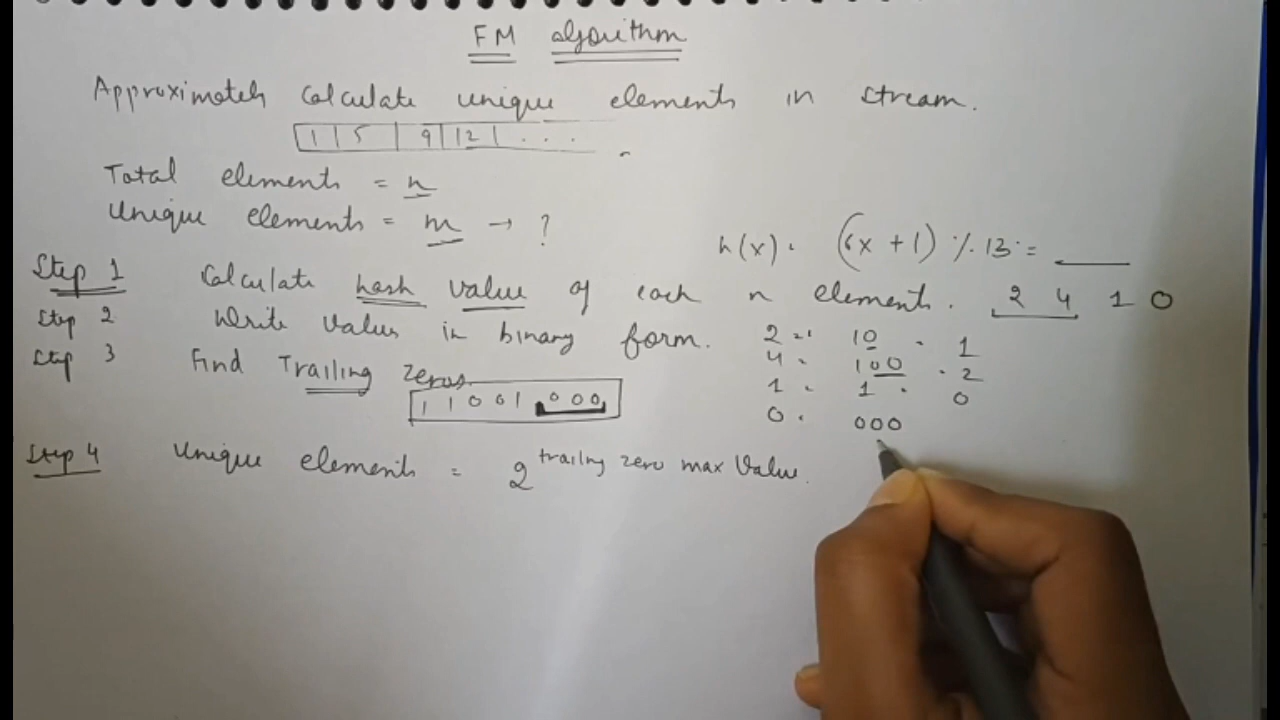 FM algorithm
Approximately Calculate unique elements in stream.
1 5 9 12 . . .
Total elements = n
Unique elements = m → ?
h(x) = (6x + 1) % 13 = ___
Step 1 Calculate hash value of each n element. 2 4 1 0
Step 2 Write value in binary form.
Step 3 Find Trailing zeros.
2 = 10 = 1
4 = 100 = 2
1 = 1 = 0
0 = 000
1 1 0 0 1 0 0 0
Step 4 Unique elements = 2 trailng zero max Value.